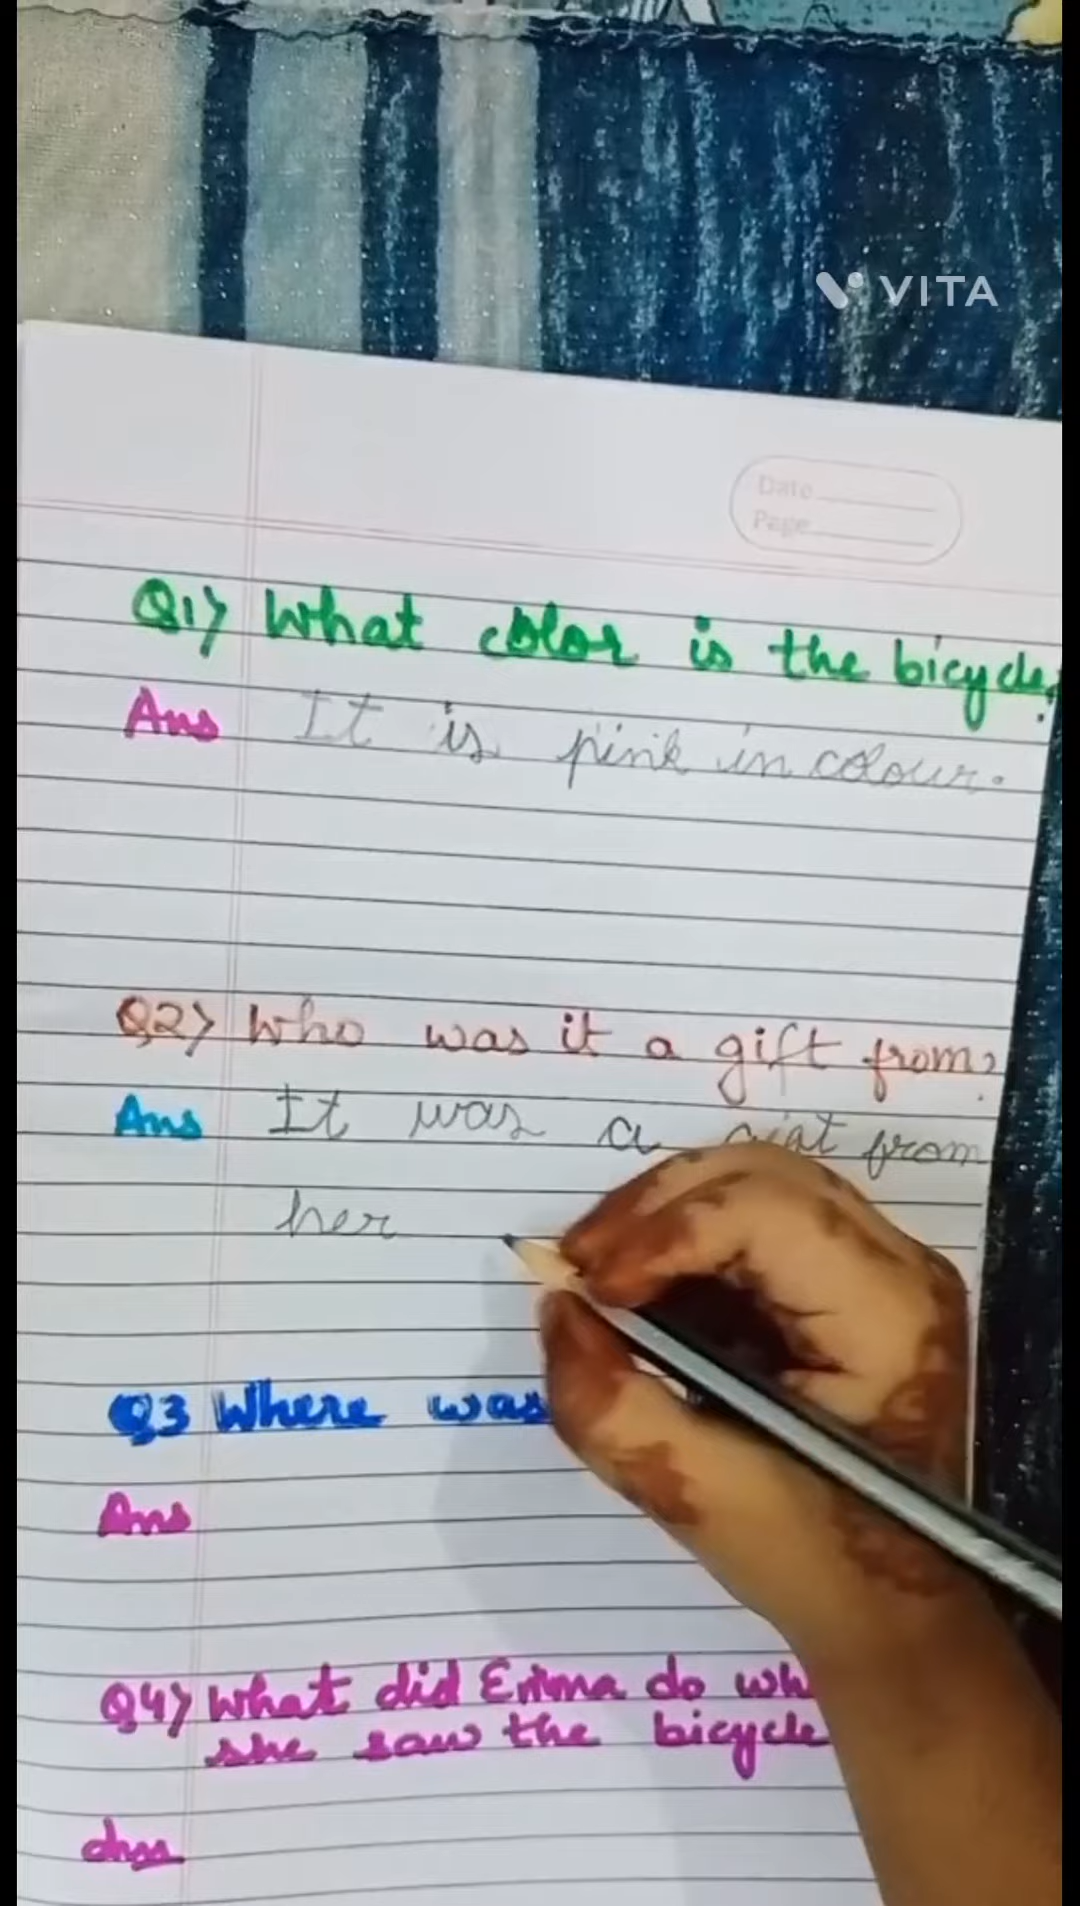 VITA
Date
Page
Q1> What color is the bicycle?
Ans It is pink in colour.
Q2> Who was it a gift from?
Ans It was a from
her
Q3 Where was
Ans
Q4> What did Emma do
she saw the bicycle
Ans